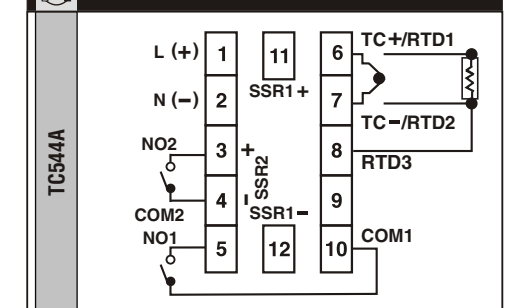 TC544A
L (+) 1 11 6 TC+/RTD1
SSR1+
N (−) 2 7
TC−/RTD2
NO2 3 + 8
RTD3
SSR2
4 - 9
COM2 SSR1−
NO1 5 12 10 COM1